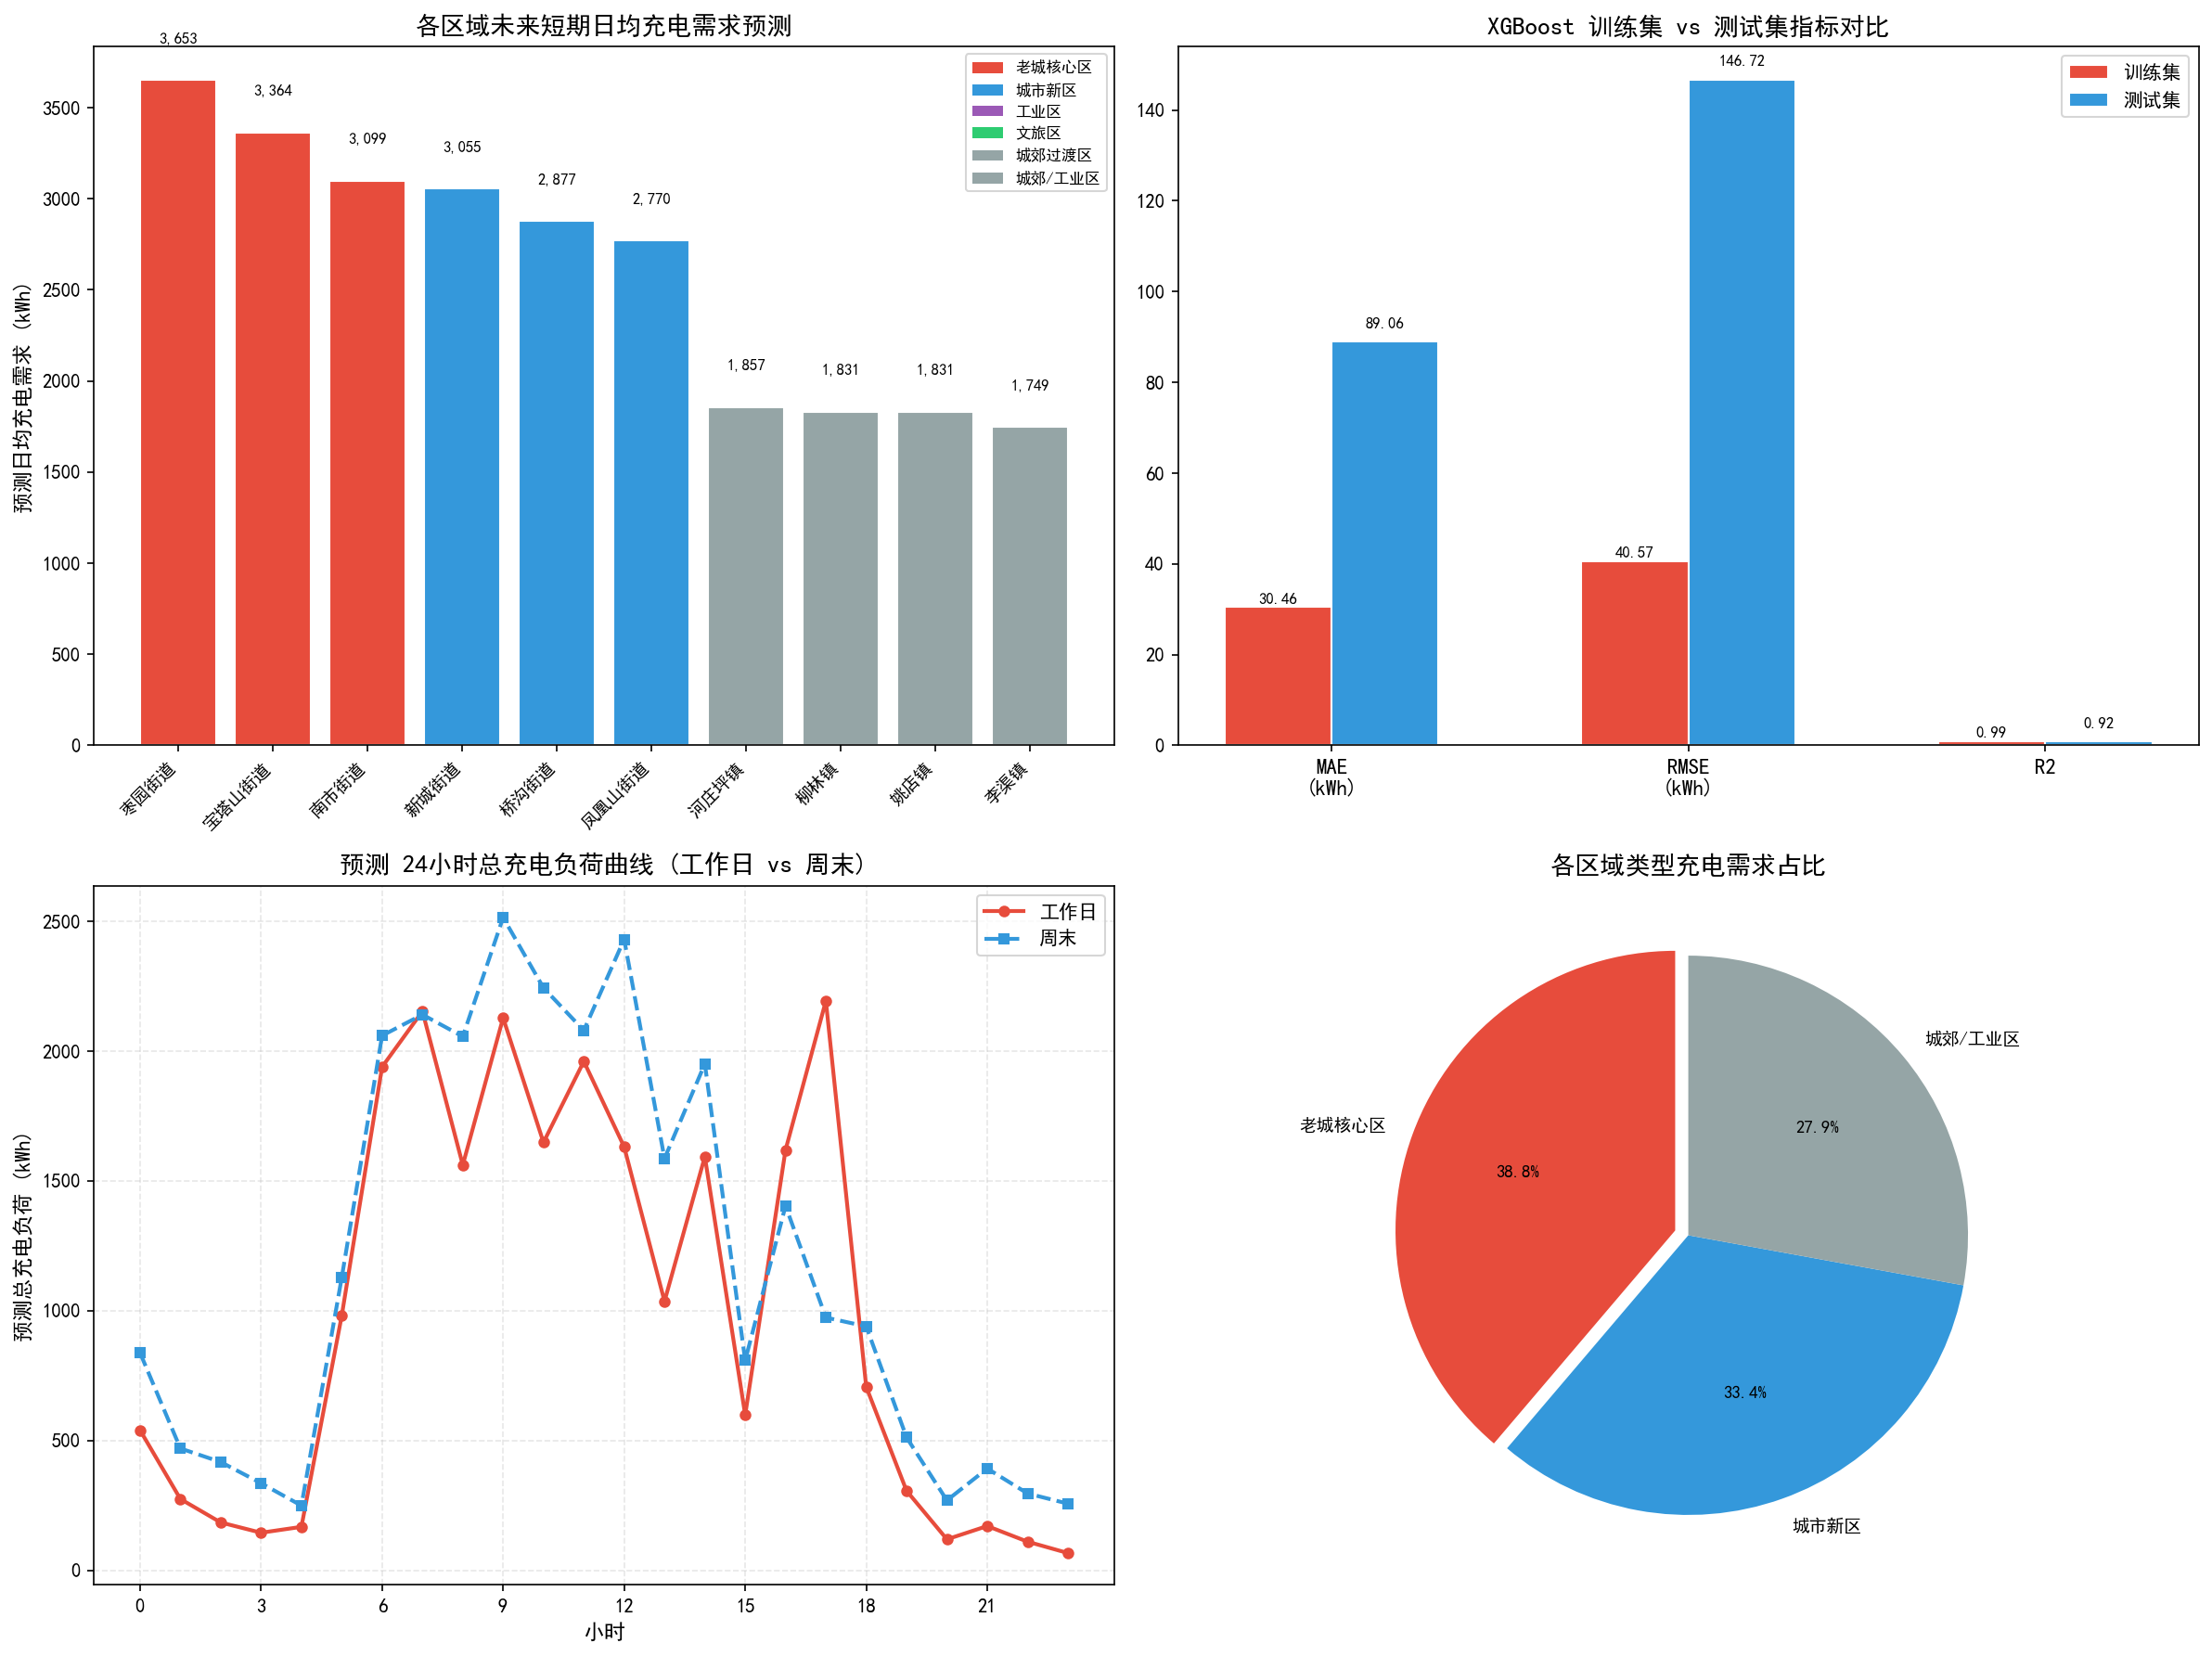 各区域未来短期日均充电需求预测
3,653
3,364
3,099
3,055
2,877
2,770
1,857
1,831
1,831
1,749
老城核心区
城市新区
工业区
文旅区
城郊过渡区
城郊/工业区
3500
3000
2500
2000
1500
1000
500
0
预测日均充电需求 (kWh)
枣园街道
宝塔山街道
南市街道
新城街道
桥沟街道
凤凰山街道
河庄坪镇
柳林镇
姚店镇
李渠镇
XGBoost 训练集 vs 测试集指标对比
训练集
测试集
140
120
100
80
60
40
20
0
30.46
89.06
40.57
146.72
0.99
0.92
MAE
(kWh)
RMSE
(kWh)
R2
预测 24小时总充电负荷曲线 (工作日 vs 周末)
工作日
周末
2500
2000
1500
1000
500
0
预测总充电负荷 (kWh)
0
3
6
9
12
15
18
21
小时
各区域类型充电需求占比
城郊/工业区
27.9%
老城核心区
38.8%
33.4%
城市新区